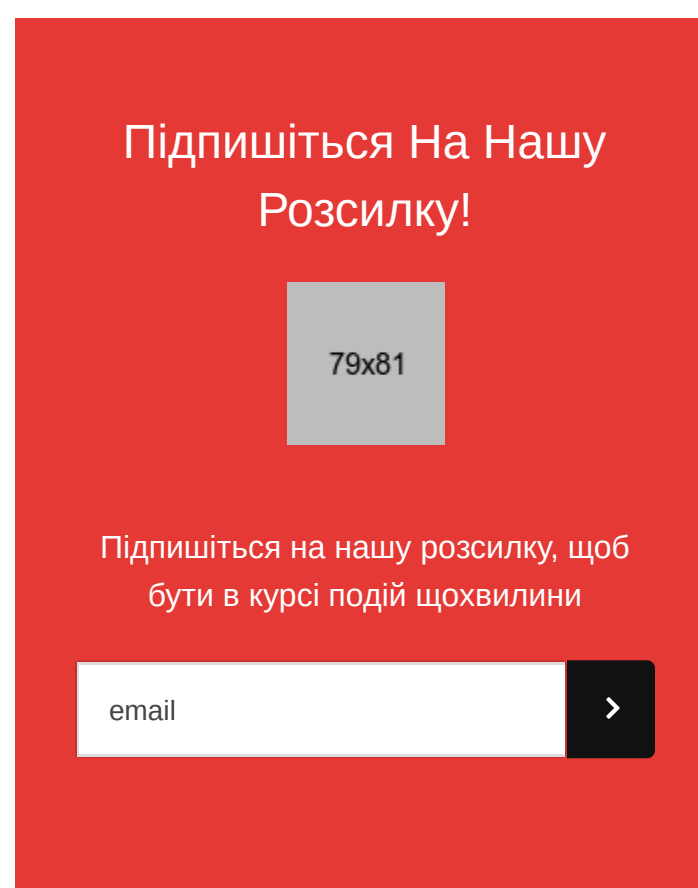 Підпишіться На Нашу
Розсилку!
79x81
Підпишіться на нашу розсилку, щоб
бути в курсі подій щохвилини
email